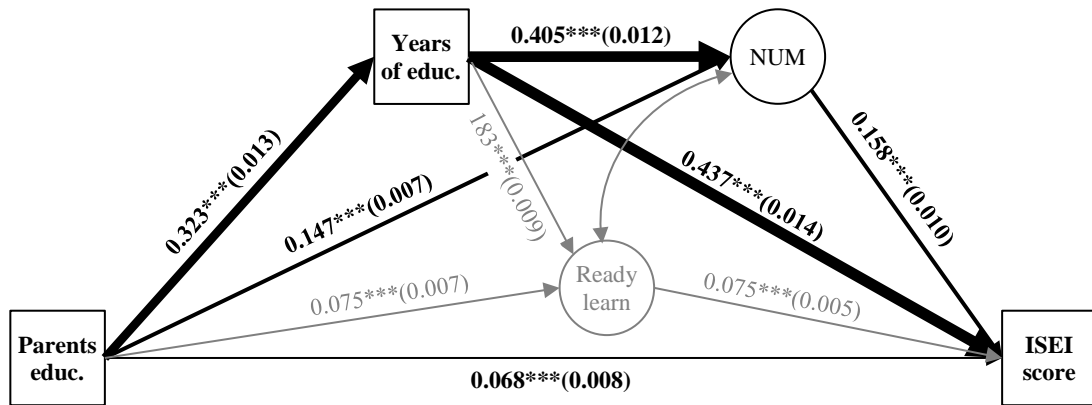 0.405***(0.012)
Years
of educ.
NUM
183***(0.009)
0.158***(0.010)
0.323***(0.013)
0.437***(0.014)
0.147***(0.007)
Ready
learn
0.075***(0.007)
0.075***(0.005)
Parents
educ.
ISEI
score
0.068***(0.008)